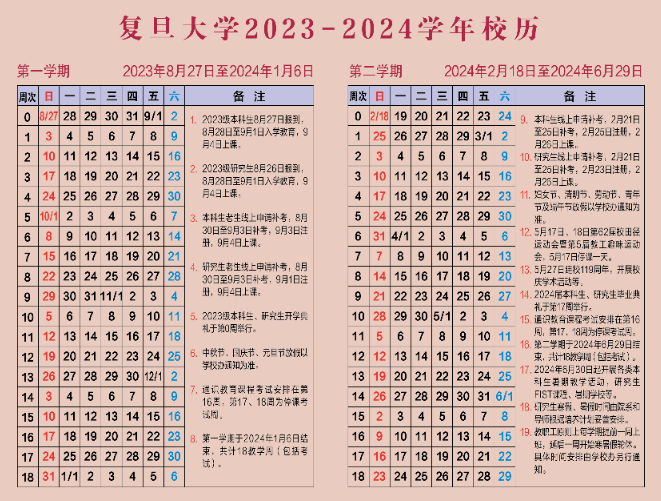 复旦大学2023-2024学年校历
第一学期 2023年8月27日至2024年1月6日
周次 日 一 二 三 四 五 六 备注
0 8/27 28 29 30 31 9/1 2
1 3 4 5 6 7 8 9
2 10 11 12 13 14 15 16
3 17 18 19 20 21 22 23
4 24 25 26 27 28 29 30
5 10/1 2 3 4 5 6 7
6 8 9 10 11 12 13 14
7 15 16 17 18 19 20 21
8 22 23 24 25 26 27 28
9 29 30 31 11/1 2 3 4
10 5 6 7 8 9 10 11
11 12 13 14 15 16 17 18
12 19 20 21 22 23 24 25
13 26 27 28 29 30 12/1 2
14 3 4 5 6 7 8 9
15 10 11 12 13 14 15 16
16 17 18 19 20 21 22 23
17 24 25 26 27 28 29 30
18 31 1/1 2 3 4 5 6
1. 2023级本科生8月27日报到，
8月28日至9月1日入学教育，9
月4日上课。
2. 2023级研究生8月26日报到，
8月28日至9月1日入学教育，9
月4日上课。
3. 本科生老生线上申请补考，8月
30日至9月3日补考，9月3日注
册，9月4日上课。
4. 研究生老生线上申请补考，8月
30日至9月3日补考，9月1日注
册，9月4日上课。
5. 2023级本科生、研究生开学典
礼于第0周举行。
6. 中秋节、国庆节、元旦节放假以
学校办通知为准。
7. 通识教育课程考试安排在第
16周，第17、18周为停课考
试周。
8. 第一学期于2024年1月6日结
束，共计18教学周（包括考
试）。
第二学期 2024年2月18日至2024年6月29日
周次 日 一 二 三 四 五 六 备注
0 2/18 19 20 21 22 23 24
1 25 26 27 28 29 3/1 2
2 3 4 5 6 7 8 9
3 10 11 12 13 14 15 16
4 17 18 19 20 21 22 23
5 24 25 26 27 28 29 30
6 31 4/1 2 3 4 5 6
7 7 8 9 10 11 12 13
8 14 15 16 17 18 19 20
9 21 22 23 24 25 26 27
10 28 29 30 5/1 2 3 4
11 5 6 7 8 9 10 11
12 12 13 14 15 16 17 18
13 19 20 21 22 23 24 25
14 26 27 28 29 30 31 6/1
15 2 3 4 5 6 7 8
16 9 10 11 12 13 14 15
17 16 17 18 19 20 21 22
18 23 24 25 26 27 28 29
9. 本科生线上申请补考，2月21日
至25日补考，2月25日注册，2
月26日上课。
10. 研究生线上申请补考，2月21日
至25日补考，2月23日注册，2
月26日上课。
11. 妇女节、清明节、劳动节、青年
节及端午节放假以学校办通知为
准。
12. 5月17日、18日第62届校田径
运动会暨第5届教工趣味运动
会，5月17日停课一天。
13. 5月27日建校119周年，开展校
庆学术活动等。
14. 2024届本科生、研究生毕业典
礼于第17周举行。
15. 通识教育课程考试安排在第16
周，第17、18周为停课考试周。
16. 第二学期于2024年6月29日结
束，共计18教学周（包括考试）。
17. 2024年6月30日起开展各类本
科生暑期教学活动，研究生
FIST课程、暑期学校等。
18. 研究生寒假、暑假时间由院系和
导师根据培养计划妥善安排。
19. 教职工原则上每学期提前一周上
班，延后一周开始寒暑假轮休。
具体时间安排由学校办另行通
知。